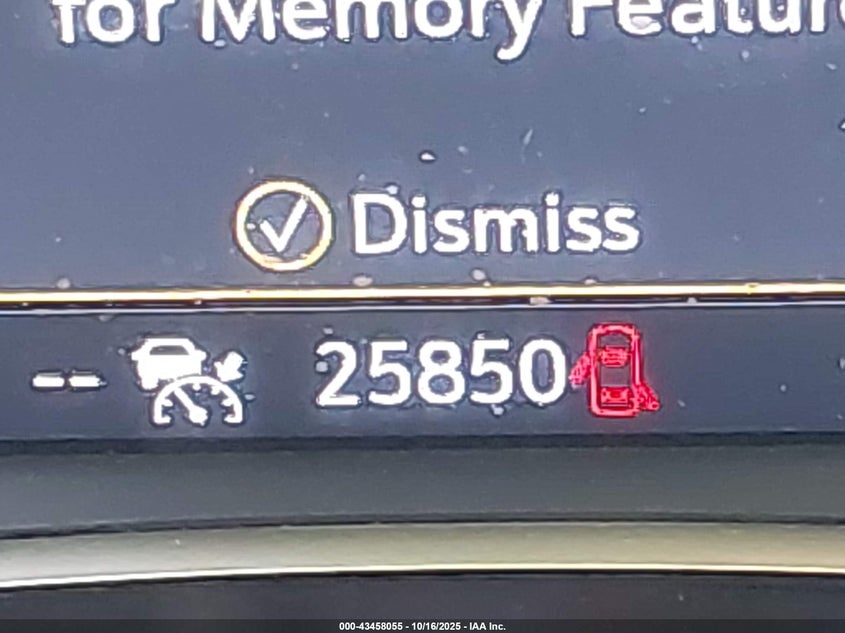 for Memory Featur
Dismiss
-- 25850
000-43458055 - 10/16/2025 - IAA Inc.